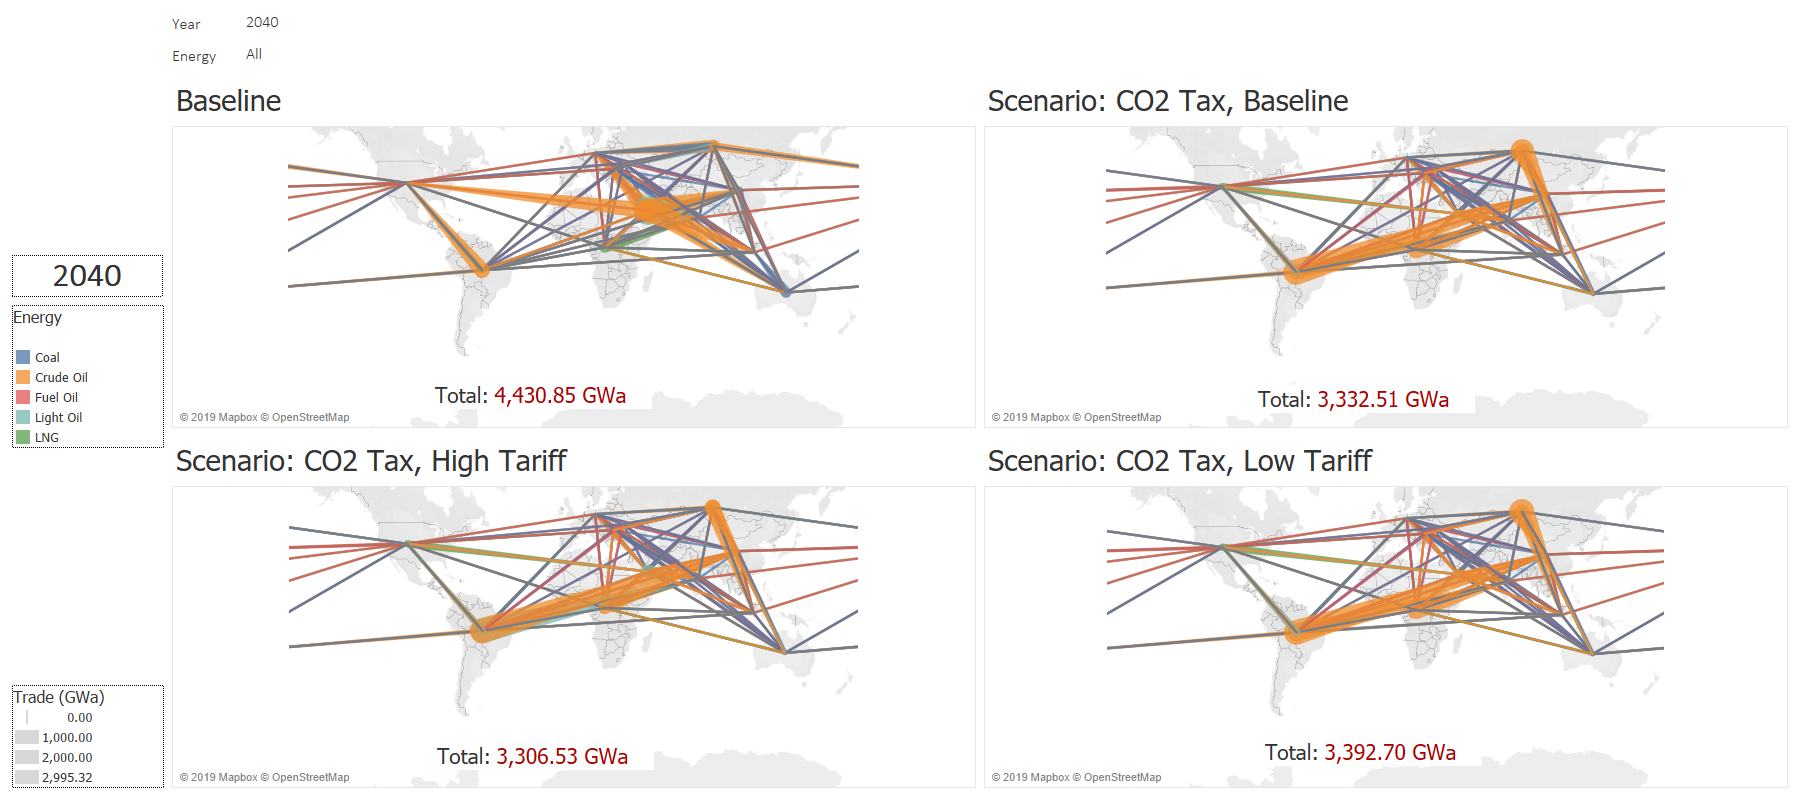 Year 2040
Energy All
Baseline
Scenario: CO2 Tax, Baseline
Total: 4,430.85 GWa
© 2019 Mapbox © OpenStreetMap
Total: 3,332.51 GWa
© 2019 Mapbox © OpenStreetMap
2040
Energy
Coal
Crude Oil
Fuel Oil
Light Oil
LNG
Scenario: CO2 Tax, High Tariff
Scenario: CO2 Tax, Low Tariff
Total: 3,306.53 GWa
© 2019 Mapbox © OpenStreetMap
Total: 3,392.70 GWa
© 2019 Mapbox © OpenStreetMap
Trade (GWa)
0.00
1,000.00
2,000.00
2,995.32